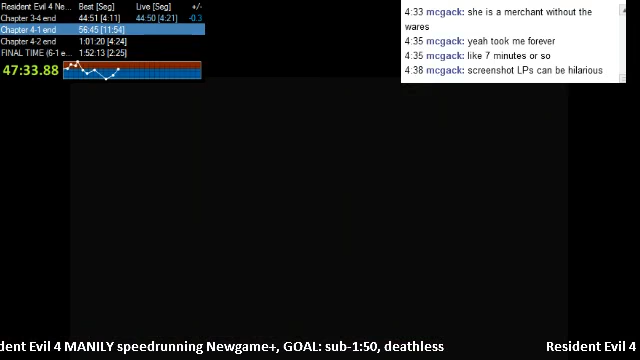 Resident Evil 4 Ne... Best [Seg] Live [Seg] +/-
Chapter 3-4 end 44:51 [4:11] 44:50 [4:21] -0.3
Chapter 4-1 end 56:45 [11:54]
Chapter 4-2 end 1:01:20 [4:24]
FINAL TIME (6-1 e... 1:52:13 [2:25]
47:33.88
4:33 mcgack: she is a merchant without the
wares
4:35 mcgack: yeah took me forever
4:35 mcgack: like 7 minutes or so
4:38 mcgack: screenshot LPs can be hilarious
dent Evil 4 MANILY speedrunning Newgame+, GOAL: sub-1:50, deathless Resident Evil 4